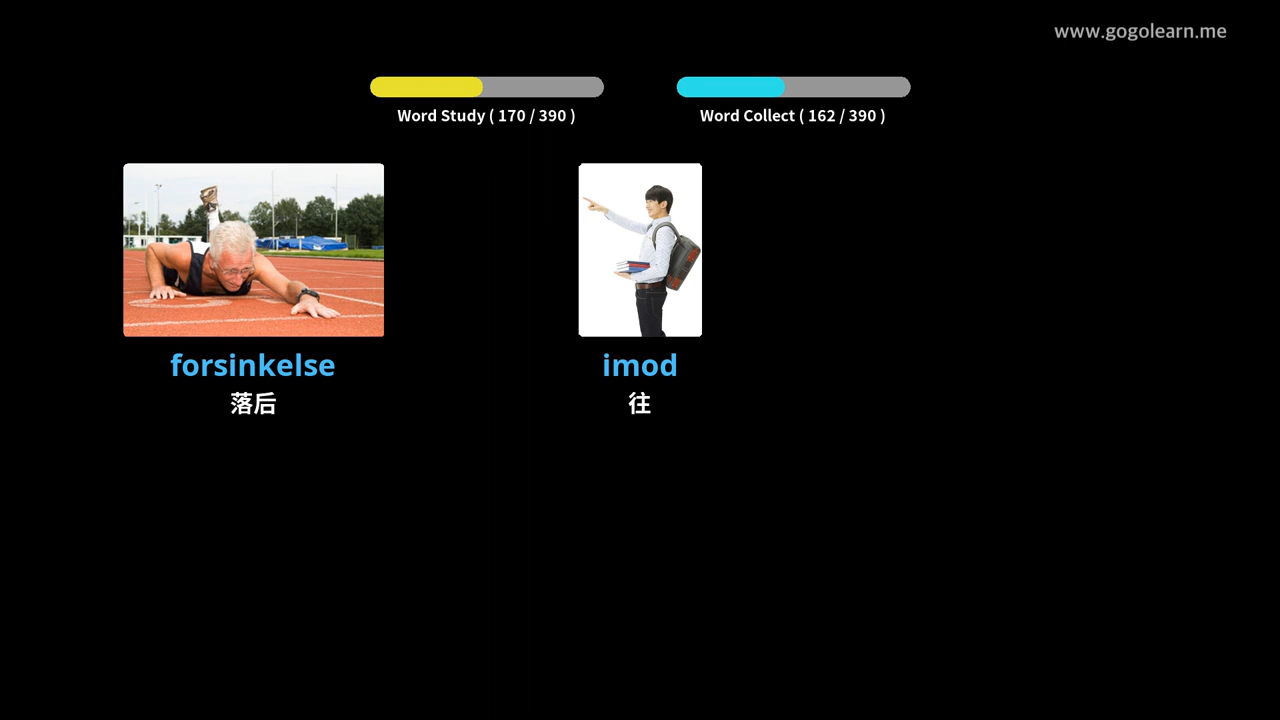 www.gogolearn.me
Word Study ( 170 / 390 )
Word Collect ( 162 / 390 )
forsinkelse
落后
imod
往